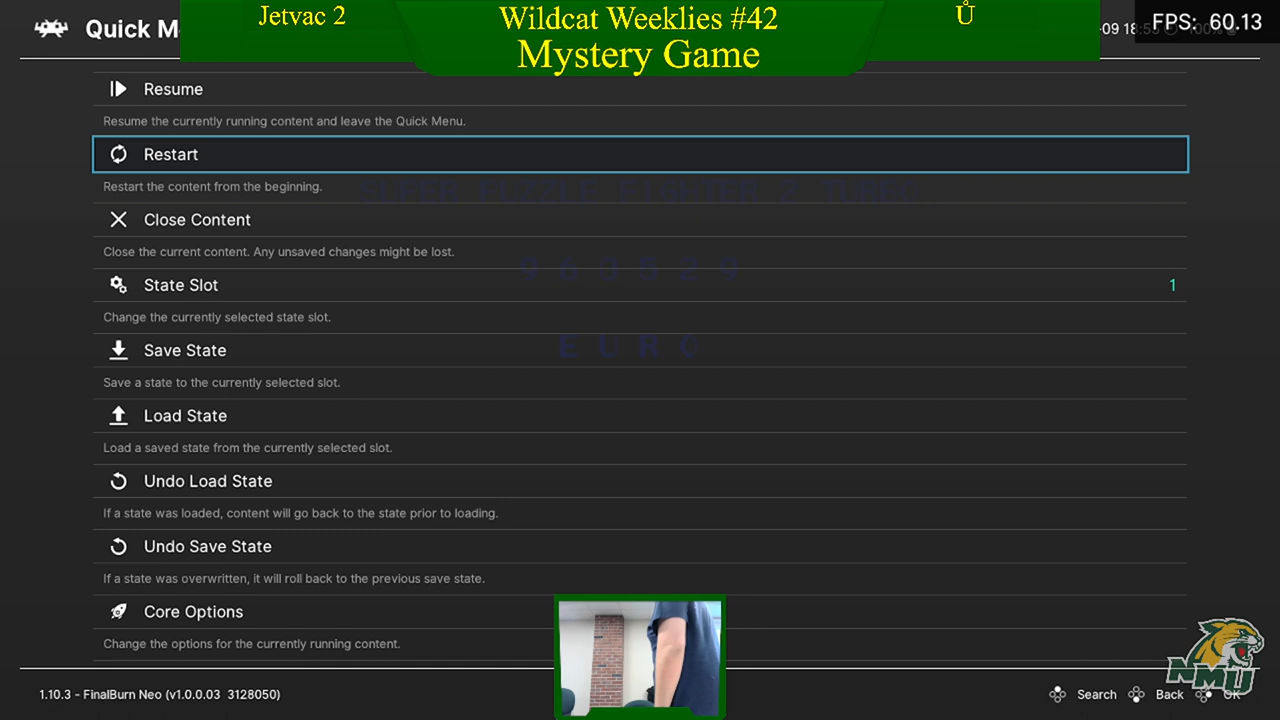 Jetvac 2
Wildcat Weeklies #42
Ů
Mystery Game
FPS: 60.13
Quick M
-09 18:55
Resume
Resume the currently running content and leave the Quick Menu.
Restart
Restart the content from the beginning.
Close Content
Close the current content. Any unsaved changes might be lost.
960529
State Slot 1
Change the currently selected state slot.
Save State
EURO
Save a state to the currently selected slot.
Load State
Load a saved state from the currently selected slot.
Undo Load State
If a state was loaded, content will go back to the state prior to loading.
Undo Save State
If a state was overwritten, it will roll back to the previous save state.
Core Options
Change the options for the currently running content.
NMU
1.10.3 - FinalBurn Neo (v1.0.0.03 3128050)
Search Back OK